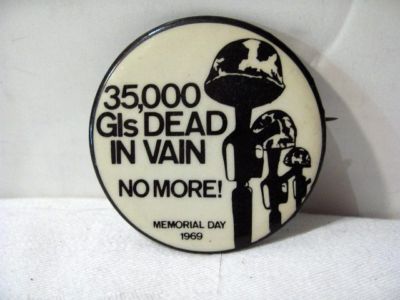 35,000
GIs DEAD
IN VAIN
NO MORE!
MEMORIAL DAY
1969